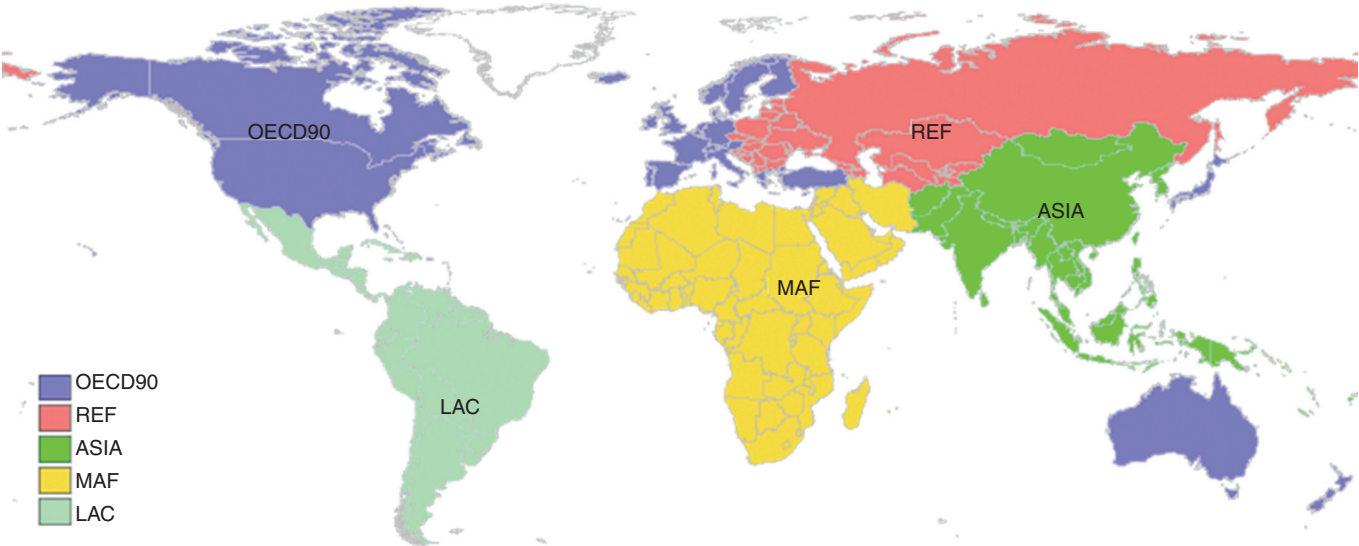 OECD90
REF
ASIA
MAF
LAC
OECD90
REF
ASIA
MAF
LAC